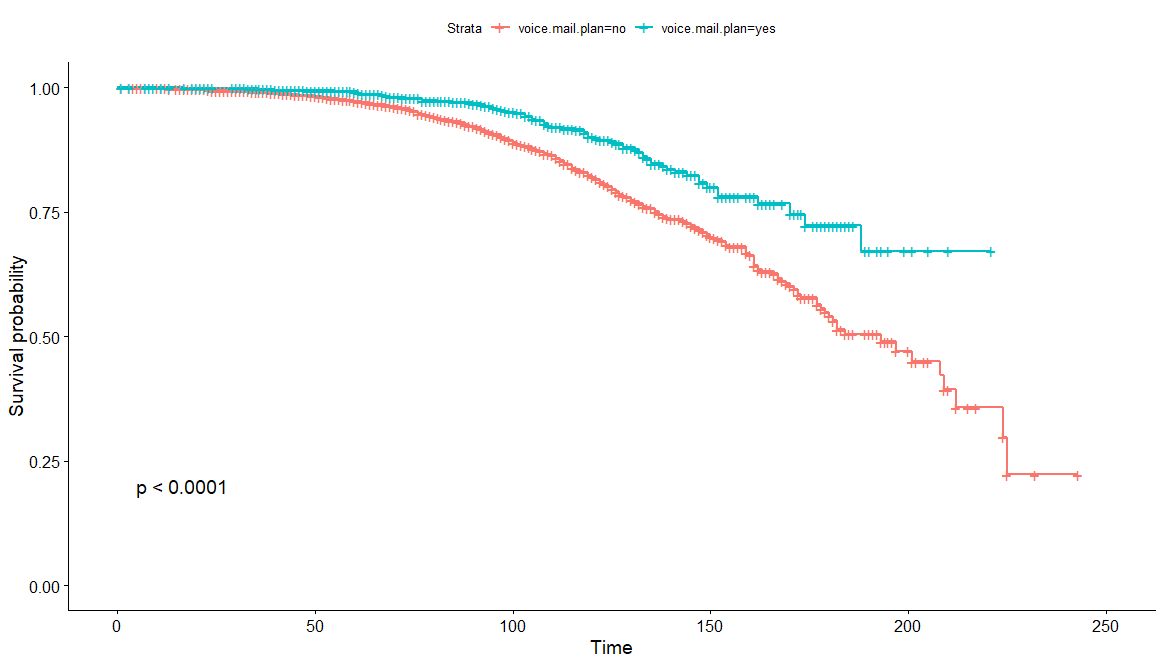 Strata voice.mail.plan=no voice.mail.plan=yes
1.00
0.75
0.50
0.25
0.00
Survival probability
p < 0.0001
0 50 100 150 200 250
Time